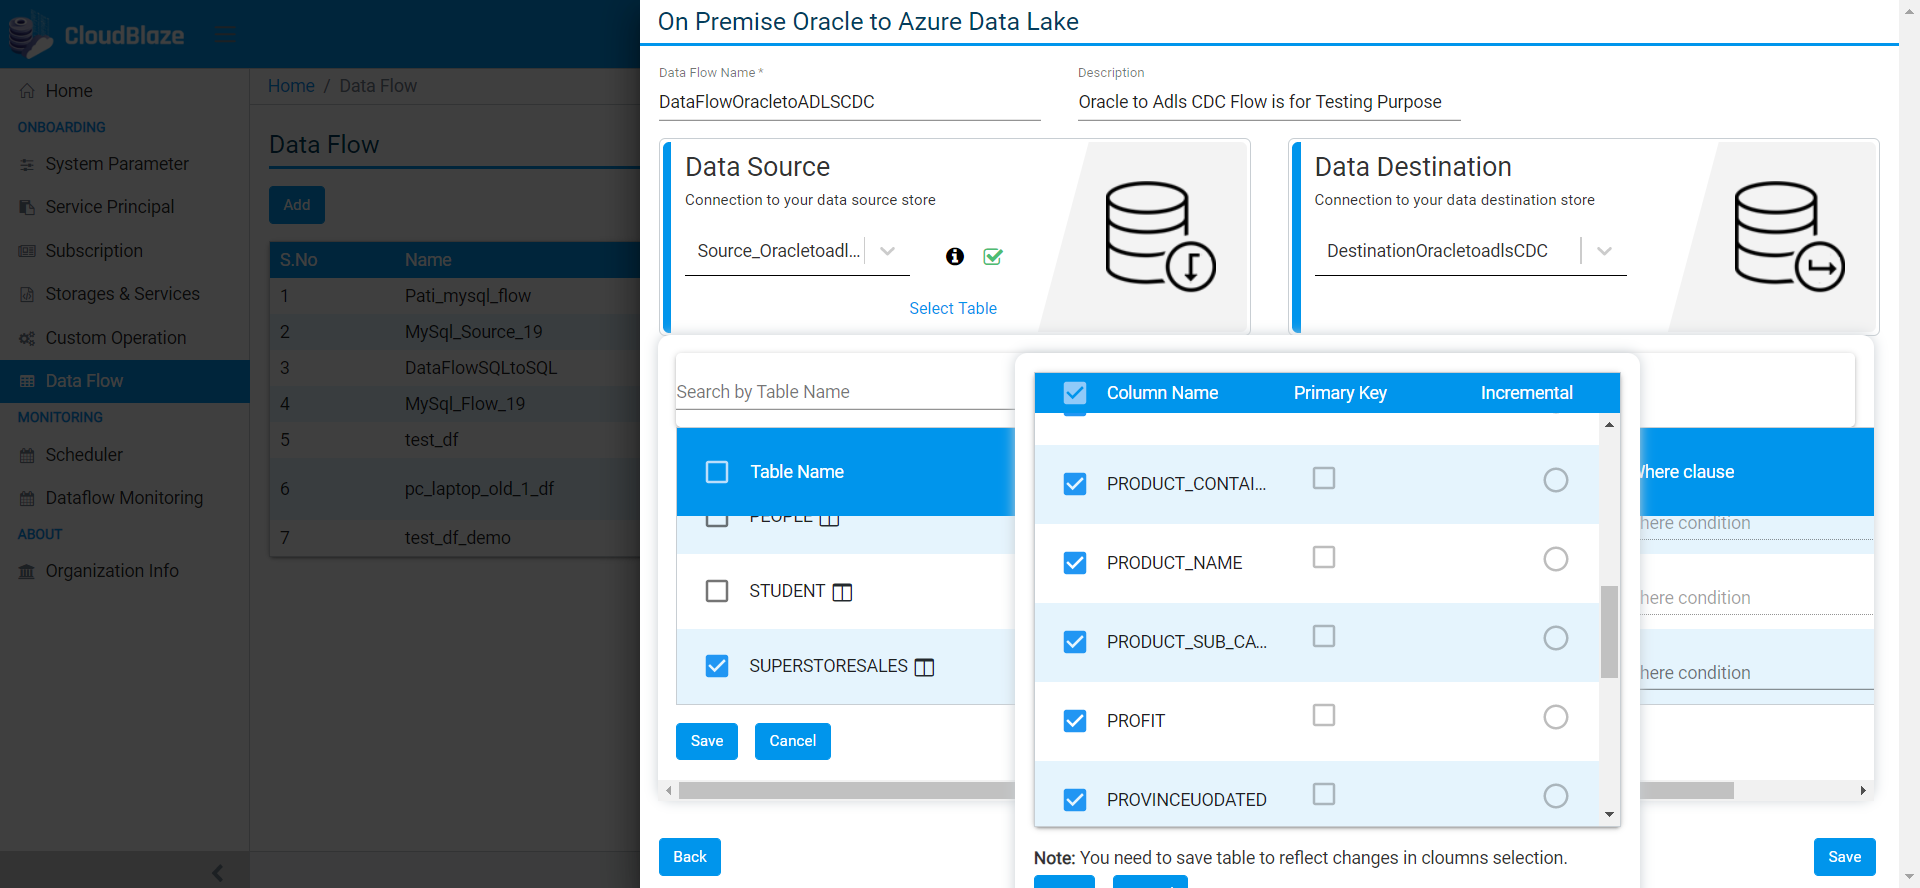 CloudBlaze
Home
ONBOARDING
System Parameter
Service Principal
Subscription
Storages & Services
Custom Operation
Data Flow
MONITORING
Scheduler
Dataflow Monitoring
ABOUT
Organization Info
Home / Data Flow
Data Flow
Add
S.No Name
1 Pati_mysql_flow
2 MySql_Source_19
3 DataFlowSQLtoSQL
4 MySql_Flow_19
5 test_df
6 pc_laptop_old_1_df
7 test_df_demo
On Premise Oracle to Azure Data Lake
Data Flow Name *
DataFlowOracletoADLSCDC
Description
Oracle to Adls CDC Flow is for Testing Purpose
Data Source
Connection to your data source store
Source_Oracletoadl...
Select Table
Data Destination
Connection to your data destination store
DestinationOracletoadlsCDC
Search by Table Name
Table Name
PEOPLE
STUDENT
SUPERSTORESALES
Save Cancel
Where clause
here condition
here condition
here condition
Column Name Primary Key Incremental
PRODUCT_CONTAI...
PRODUCT_NAME
PRODUCT_SUB_CA...
PROFIT
PROVINCEUODATED
Note: You need to save table to reflect changes in cloumns selection.
Back
Save